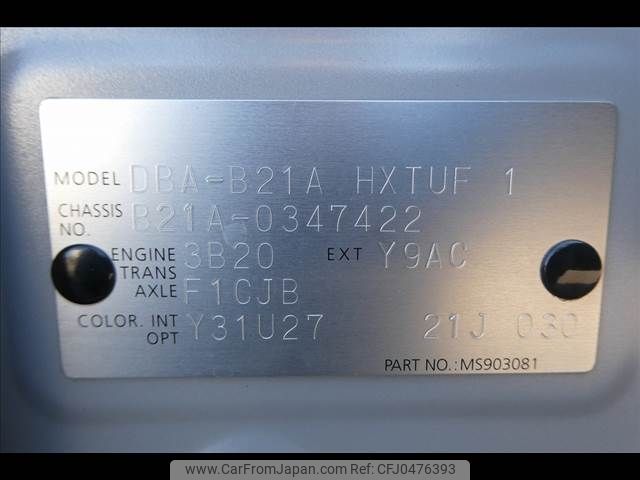 MODEL DBA-B21A HXTUF 1
CHASSIS NO. B21A-0347422
ENGINE 3B20 EXT Y9AC
TRANS AXLE F1CJB
COLOR. INT Y31U27 21J 030
OPT
PART NO.:MS903081
www.CarFromJapan.com (CFJ0476393)